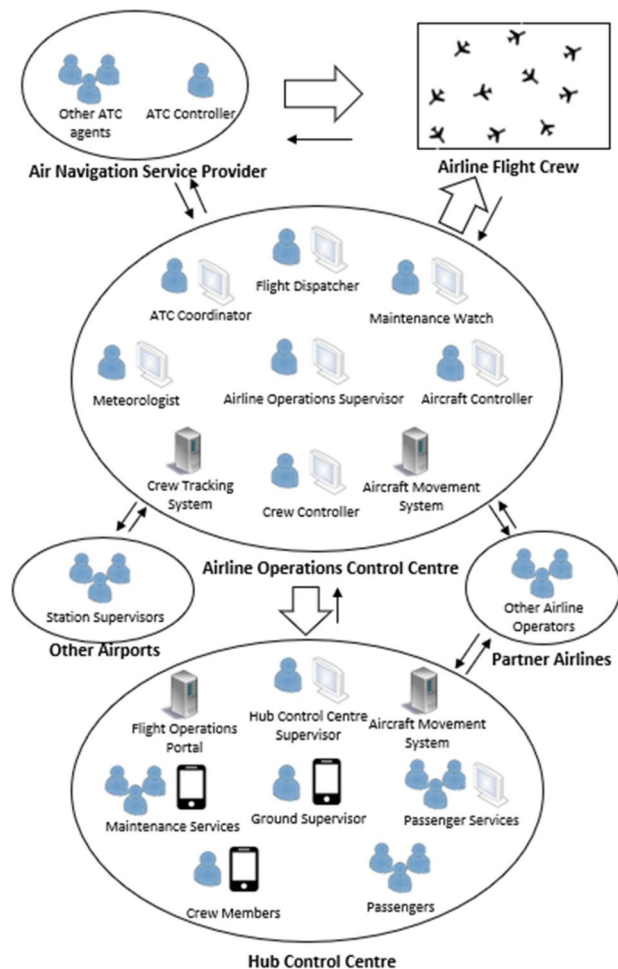 Other ATC
agents
ATC Controller
Air Navigation Service Provider
Airline Flight Crew
Flight Dispatcher
ATC Coordinator
Maintenance Watch
Meteorologist
Airline Operations Supervisor
Aircraft Controller
Crew Tracking
System
Crew Controller
Aircraft Movement
System
Airline Operations Control Centre
Station Supervisors
Other Airports
Other Airline
Operators
Partner Airlines
Flight Operations
Portal
Hub Control Centre
Supervisor
Aircraft Movement
System
Maintenance Services
Ground Supervisor
Passenger Services
Crew Members
Passengers
Hub Control Centre